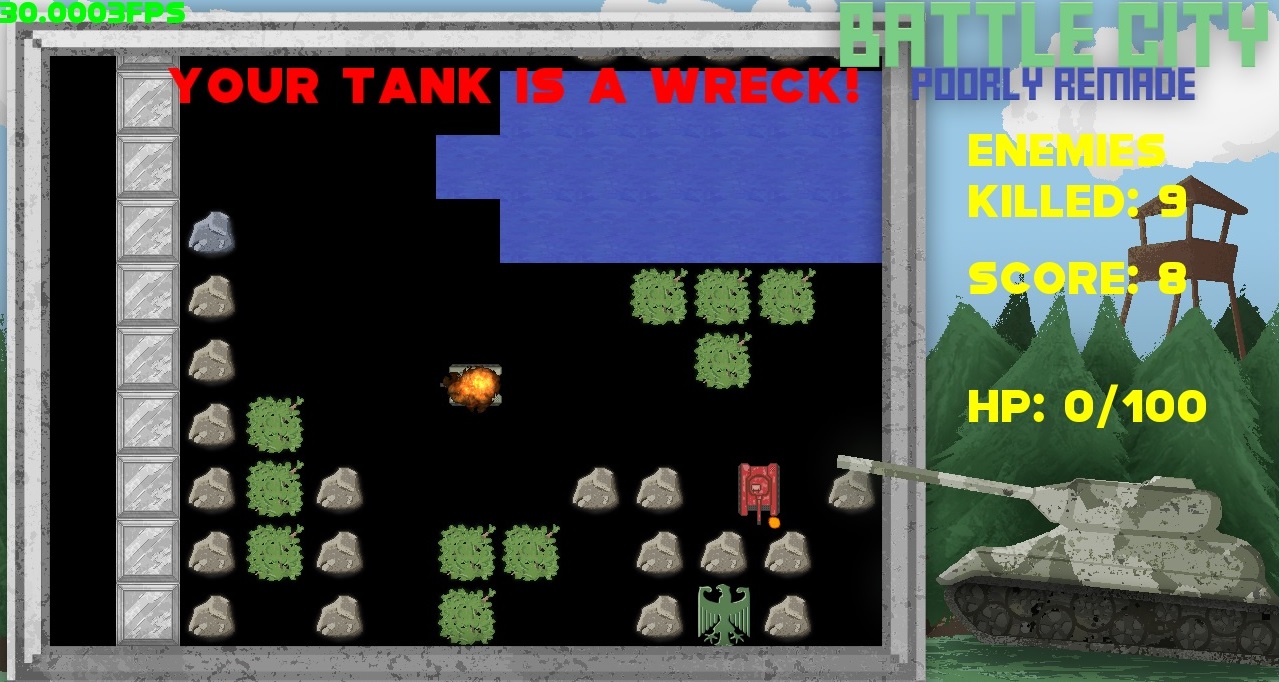 30.0003FPS
BATTLE CITY
POORLY REMADE
YOUR TANK IS A WRECK!
ENEMIES
KILLED: 9
SCORE: 8
HP: 0/100